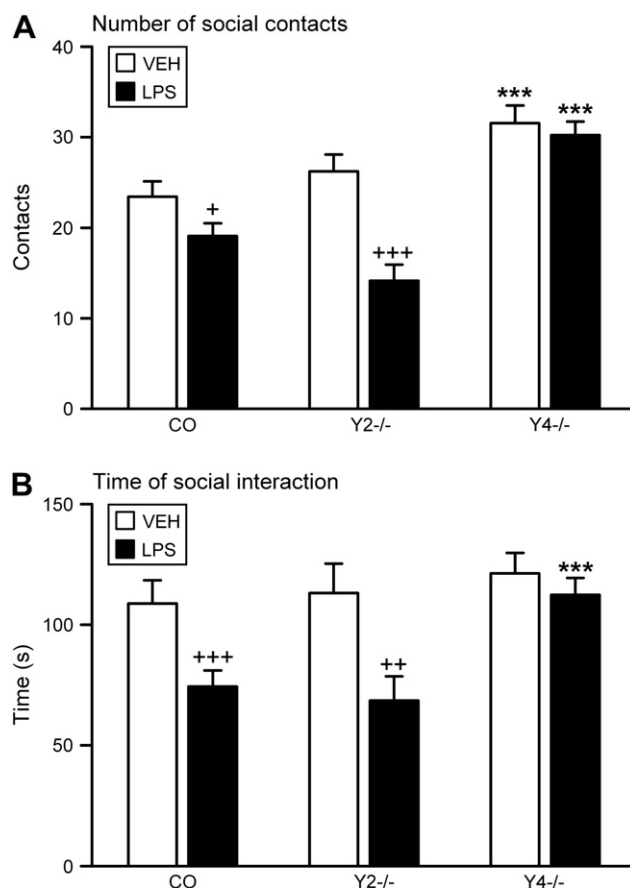 A Number of social contacts
40
VEH
LPS
30
20
10
0
Contacts
+
+++
***
***
CO Y2-/- Y4-/-
B Time of social interaction
150
VEH
LPS
100
50
0
Time (s)
+++
++
***
CO Y2-/- Y4-/-